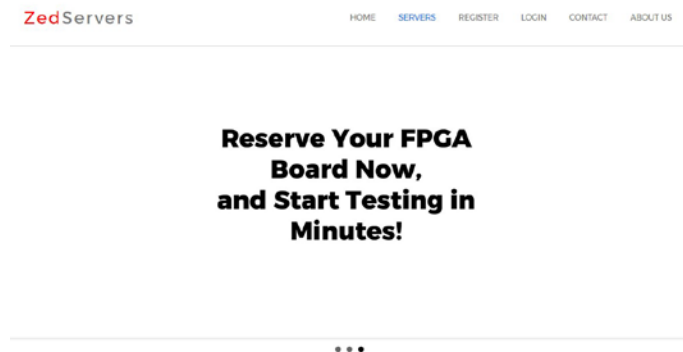 ZedServers
HOME SERVERS REGISTER LOGIN CONTACT ABOUT US
Reserve Your FPGA
Board Now,
and Start Testing in
Minutes!